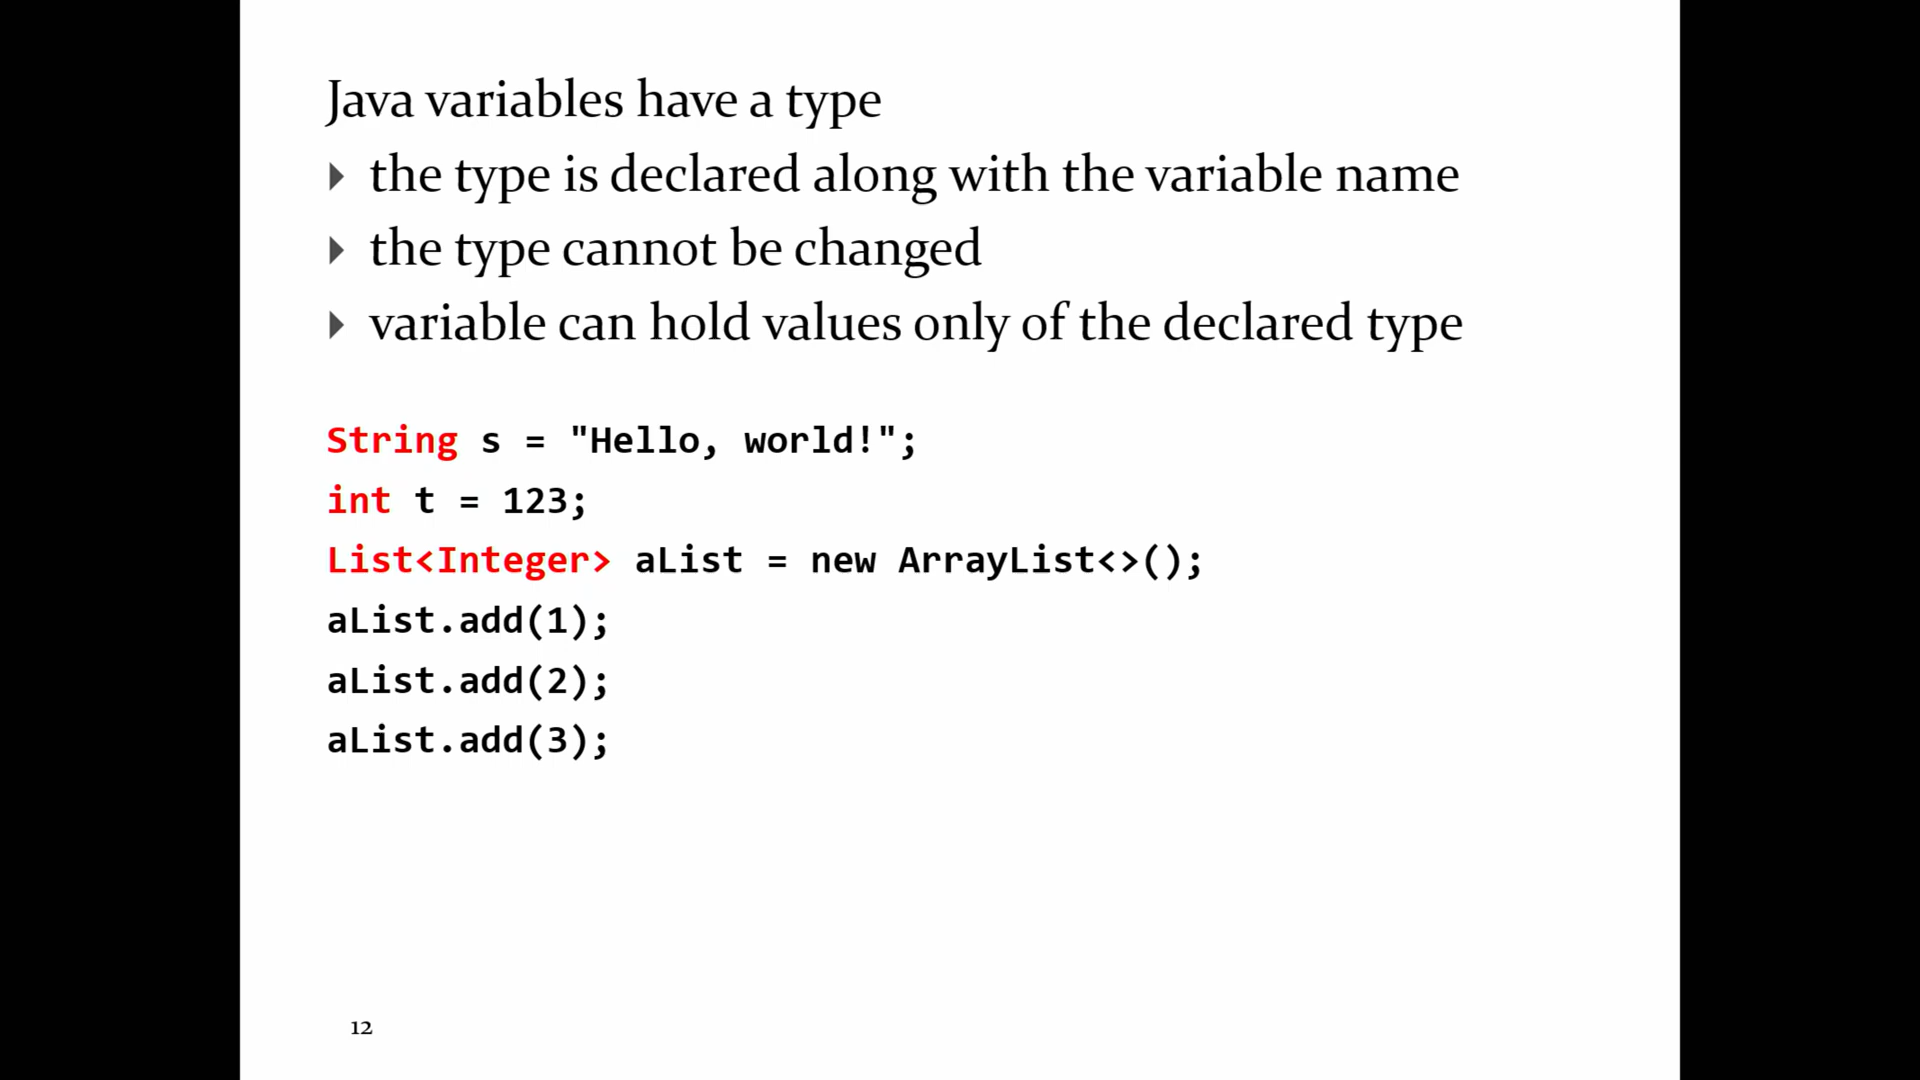 Java variables have a type
the type is declared along with the variable name
the type cannot be changed
variable can hold values only of the declared type
String s = "Hello, world!";
int t = 123;
List<Integer> aList = new ArrayList<>();
aList.add(1);
aList.add(2);
aList.add(3);
12